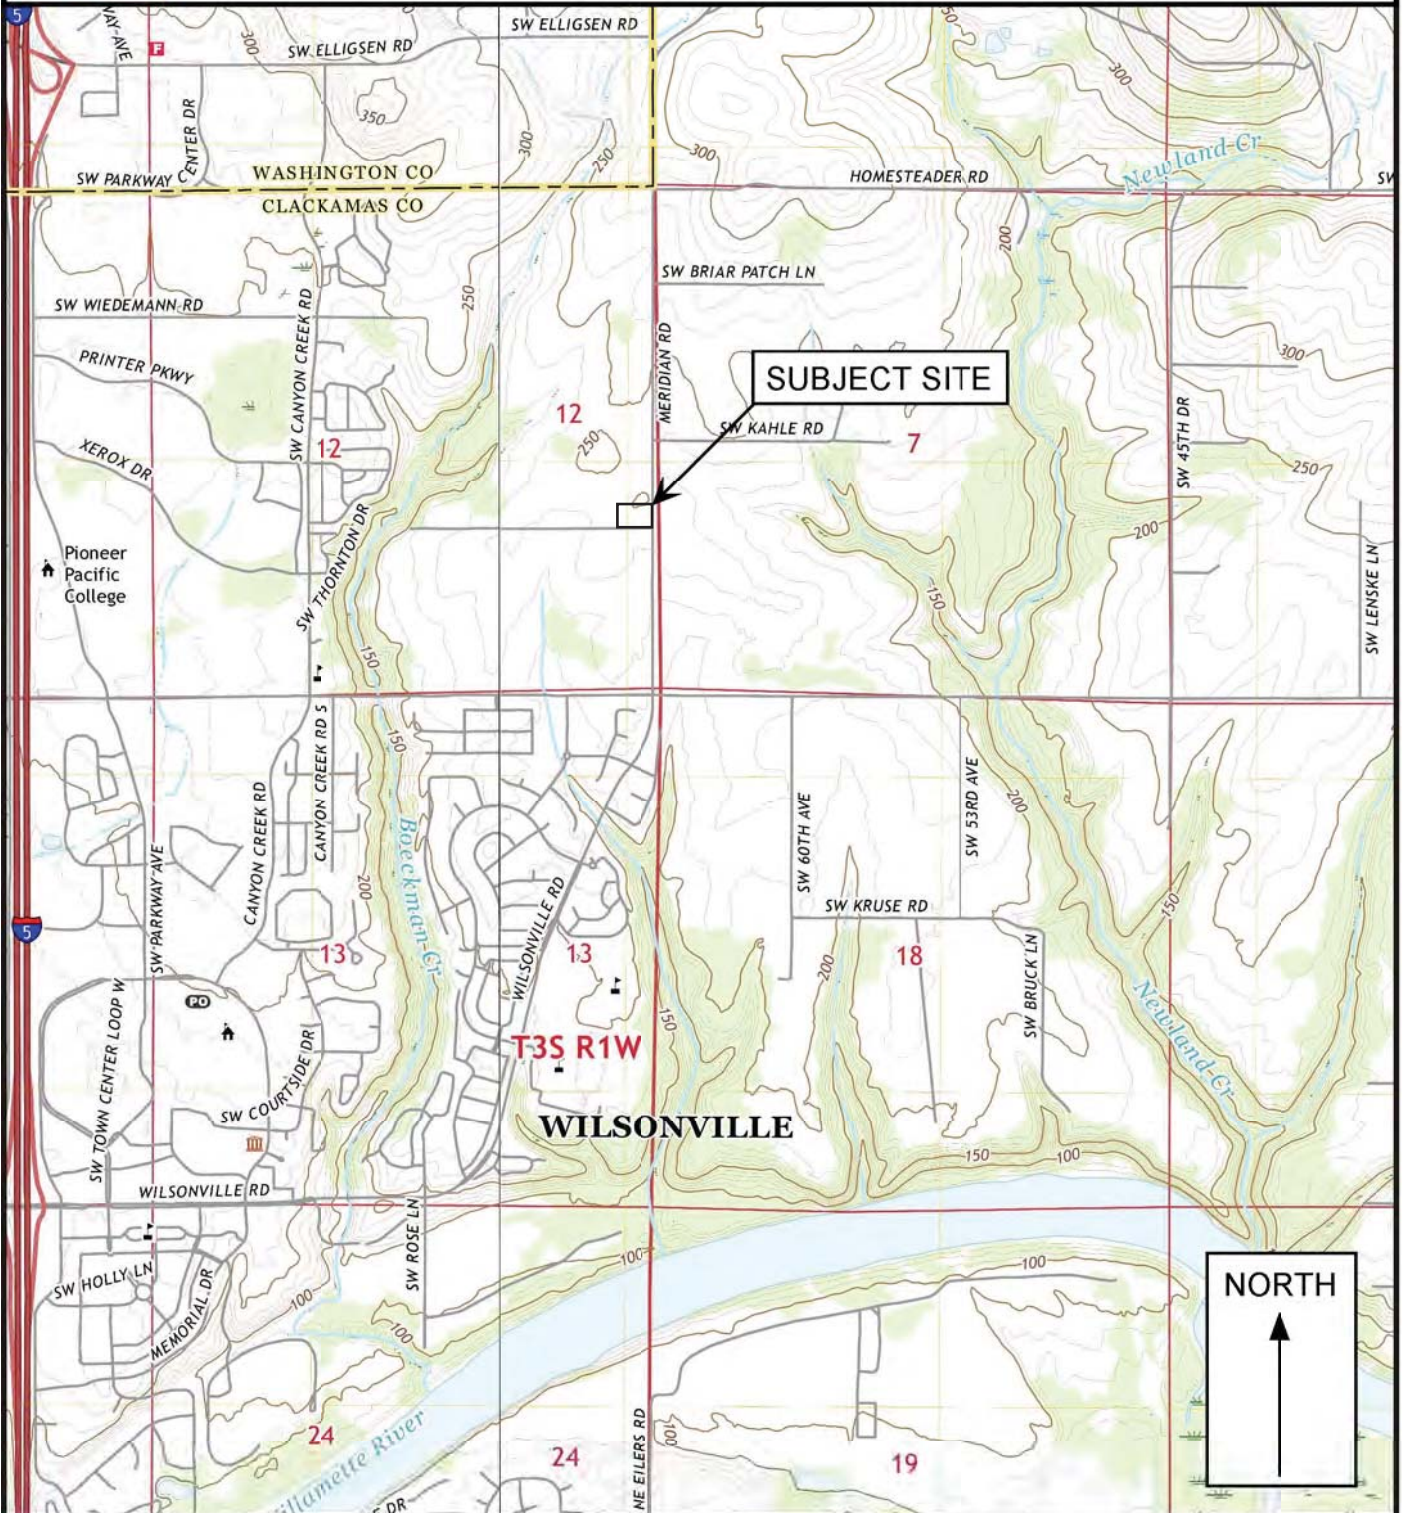 5
SW ELLIGSEN RD
SW ELLIGSEN RD
F
50
300
300
350
300
250
300
CENTER DR
SW PARKWAY
WASHINGTON CO
CLACKAMAS CO
HOMESTEADER RD
Newland Cr
SW
200
SW BRIAR PATCH LN
SW WIEDEMANN RD
250
SW CANYON CREEK RD
MERIDIAN RD
PRINTER PKWY
300
SUBJECT SITE
12
SW KAHLE RD
7
12
250
XEROX DR
SW 45TH DR
250
200
SW THORNTON DR
Pioneer
Pacific
College
150
SW LENSKE LN
150
150
CANYON CREEK RD S
CANYON CREEK RD
SW 53RD AVE
200
SW 60TH AVE
Boeckman Cr
SW PARKWAY AVE
200
WILSONVILLE RD
SW KRUSE RD
150
5
13
13
18
200
SW BRUCK LN
PO
SW TOWN CENTER LOOP W
150
Newland Cr
T3S R1W
SW COURTSIDE DR
WILSONVILLE
150
100
WILSONVILLE RD
SW ROSE LN
100
100
SW HOLLY LN
MEMORIAL DR
100
100
NORTH
24
24
19
NE EILERS RD
100
illamette River
DR